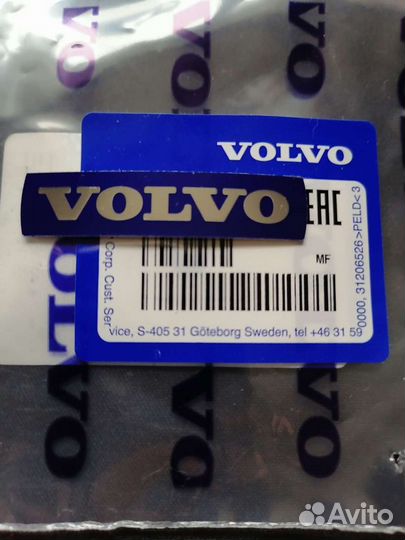 VOLVO
VOLVO
EAC
MF
Corp. Cust. Ser
vice, S-405 31 Göteborg Sweden, tel +46 31 59
0000, 31206526 >PELD< 3
VOLVO
Avito